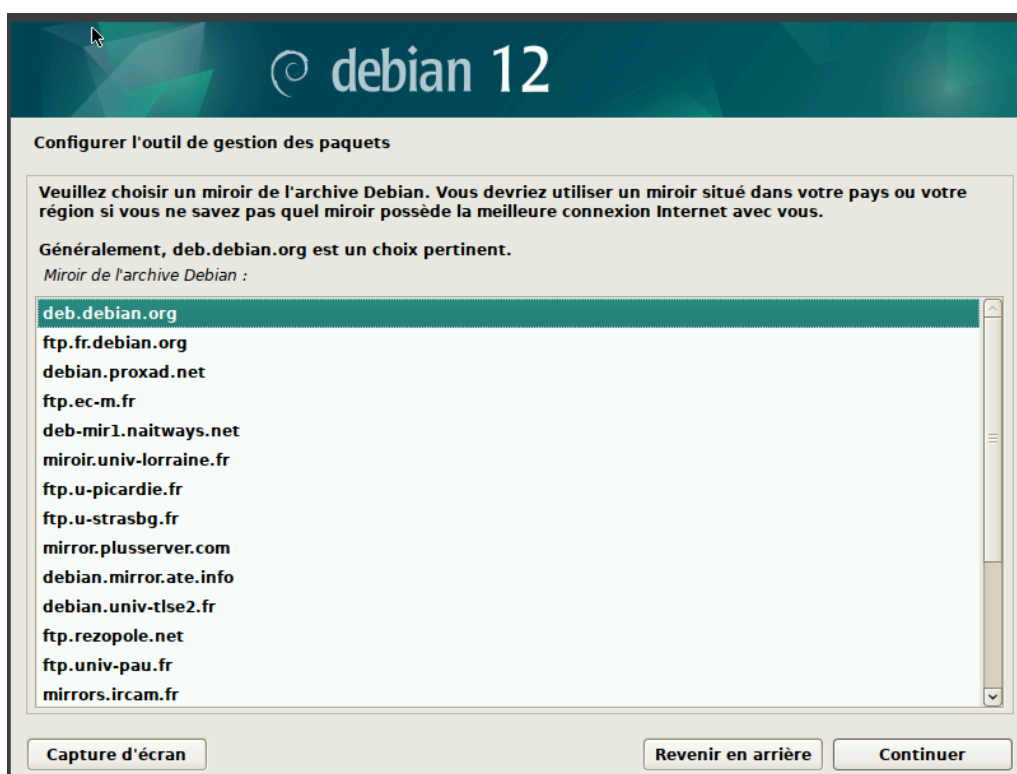 debian 12
Configurer l'outil de gestion des paquets
Veuillez choisir un miroir de l'archive Debian. Vous devriez utiliser un miroir situé dans votre pays ou votre
région si vous ne savez pas quel miroir possède la meilleure connexion Internet avec vous.
Généralement, deb.debian.org est un choix pertinent.
Miroir de l'archive Debian :
deb.debian.org
ftp.fr.debian.org
debian.proxad.net
ftp.ec-m.fr
deb-mir1.naitways.net
miroir.univ-lorraine.fr
ftp.u-picardie.fr
ftp.u-strasbg.fr
mirror.plusserver.com
debian.mirror.ate.info
debian.univ-tlse2.fr
ftp.rezopole.net
ftp.univ-pau.fr
mirrors.ircam.fr
Capture d'écran
Revenir en arrière
Continuer